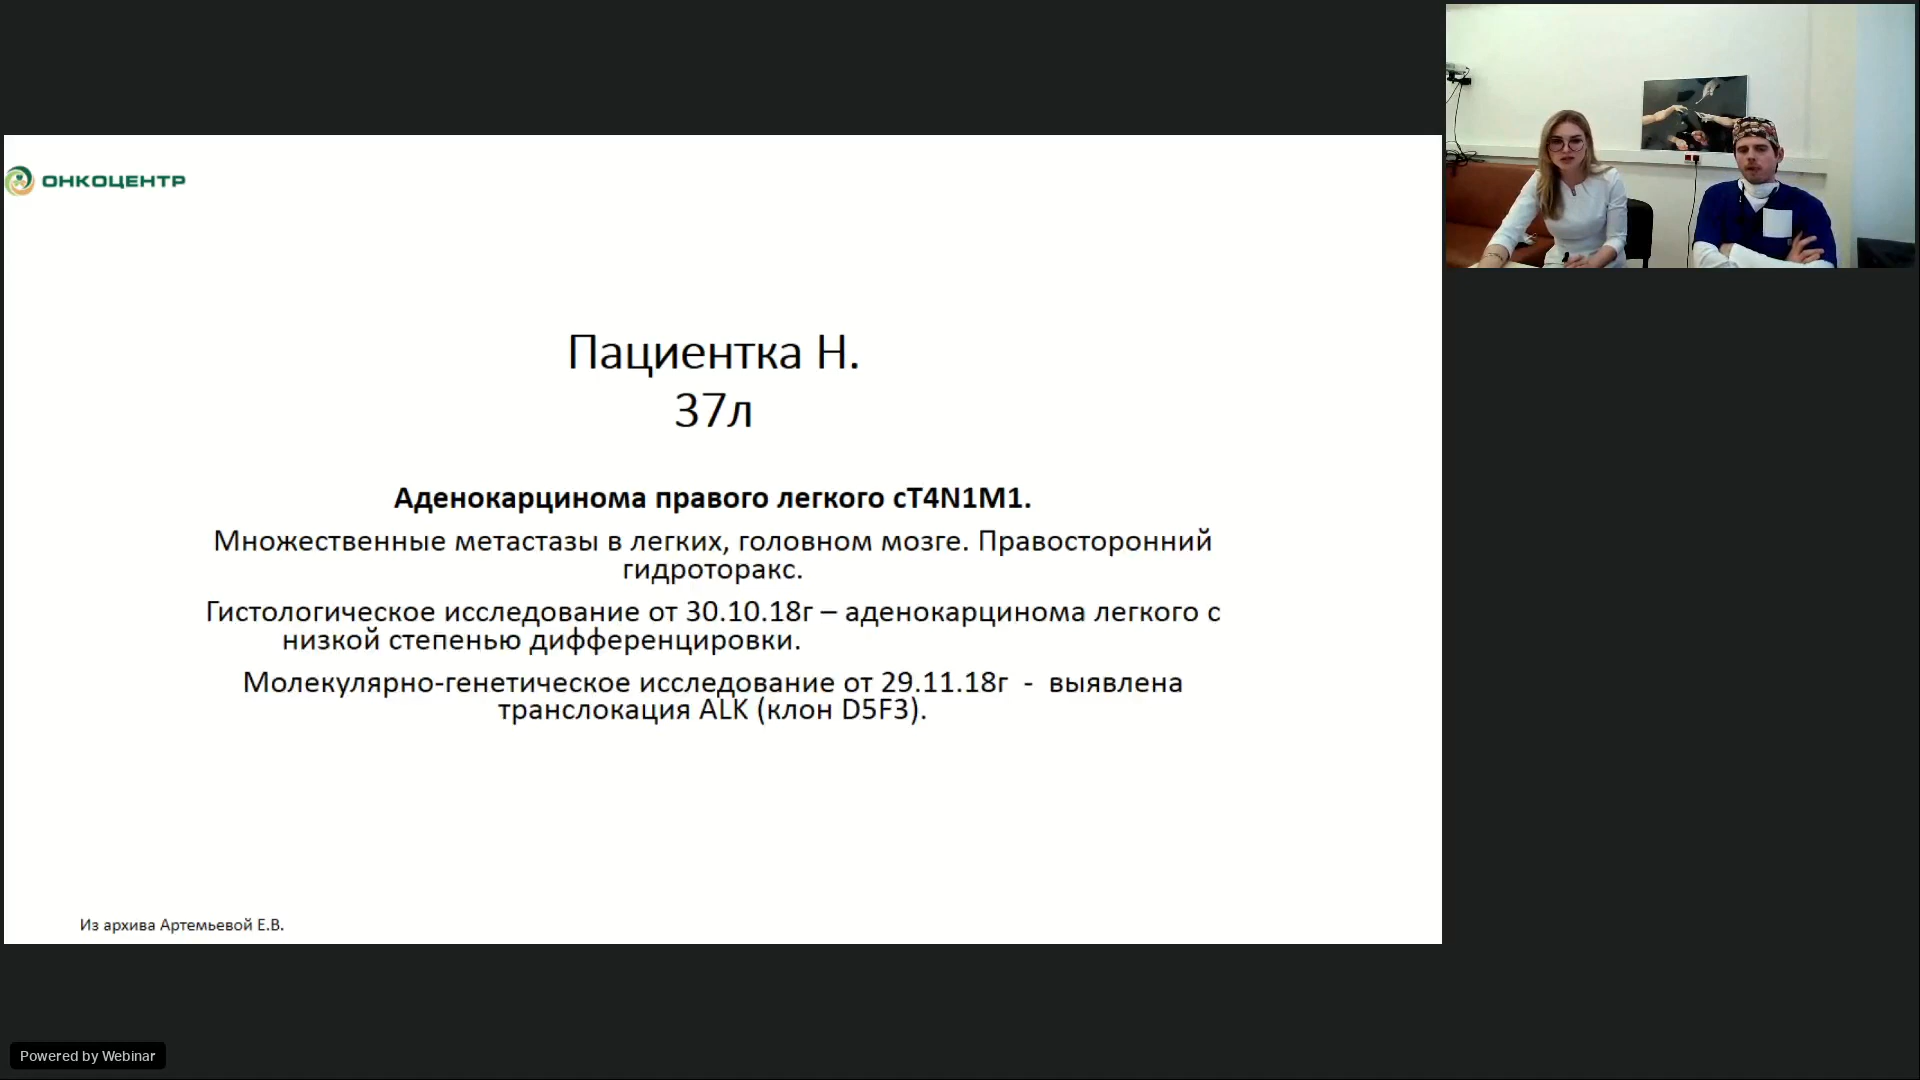 ОНКОЦЕНТР
Пациентка Н.
37л
Аденокарцинома правого легкого cT4N1M1.
Множественные метастазы в легких, головном мозге. Правосторонний
гидроторакс.
Гистологическое исследование от 30.10.18г – аденокарцинома легкого с
низкой степенью дифференцировки.
Молекулярно-генетическое исследование от 29.11.18г - выявлена
транслокация ALK (клон D5F3).
Из архива Артемьевой Е.В.
Powered by Webinar